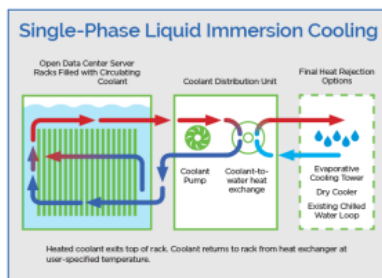 Single-Phase Liquid Immersion Cooling
Open Data Center Server
Racks Filled with Circulating
Coolant
Coolant Distribution Unit
Final Heat Rejection
Options
Coolant
Pump
Coolant-to-
water heat
exchange
Evaporative
Cooling Tower
Dry Cooler
Existing Chilled
Water Loop
Heated coolant exits top of rack. Coolant returns to rack from heat exchanger at
user-specified temperature.